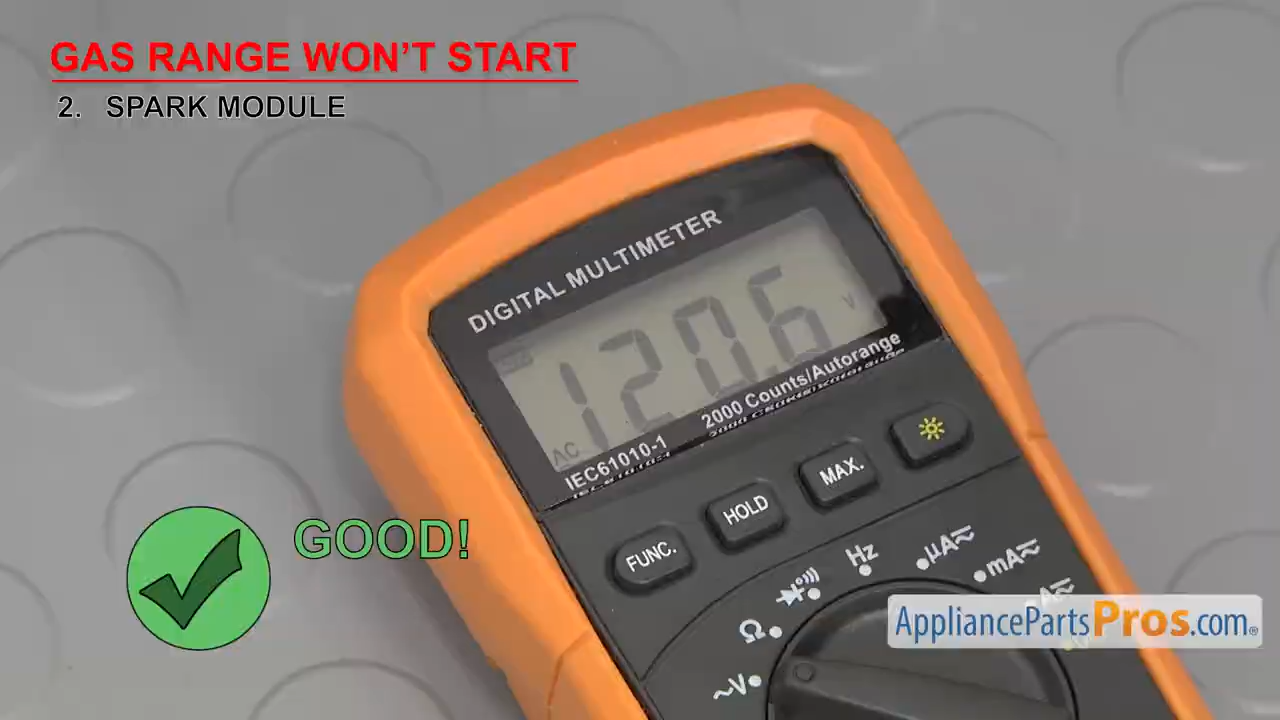 GAS RANGE WON'T START
2. SPARK MODULE
DIGITAL MULTIMETER
120.6 V
AC
IEC61010-1 2000 Counts/Autorange
FUNC. HOLD MAX.
~V Ω Hz µA mA A
GOOD!
AppliancePartsPros.com®